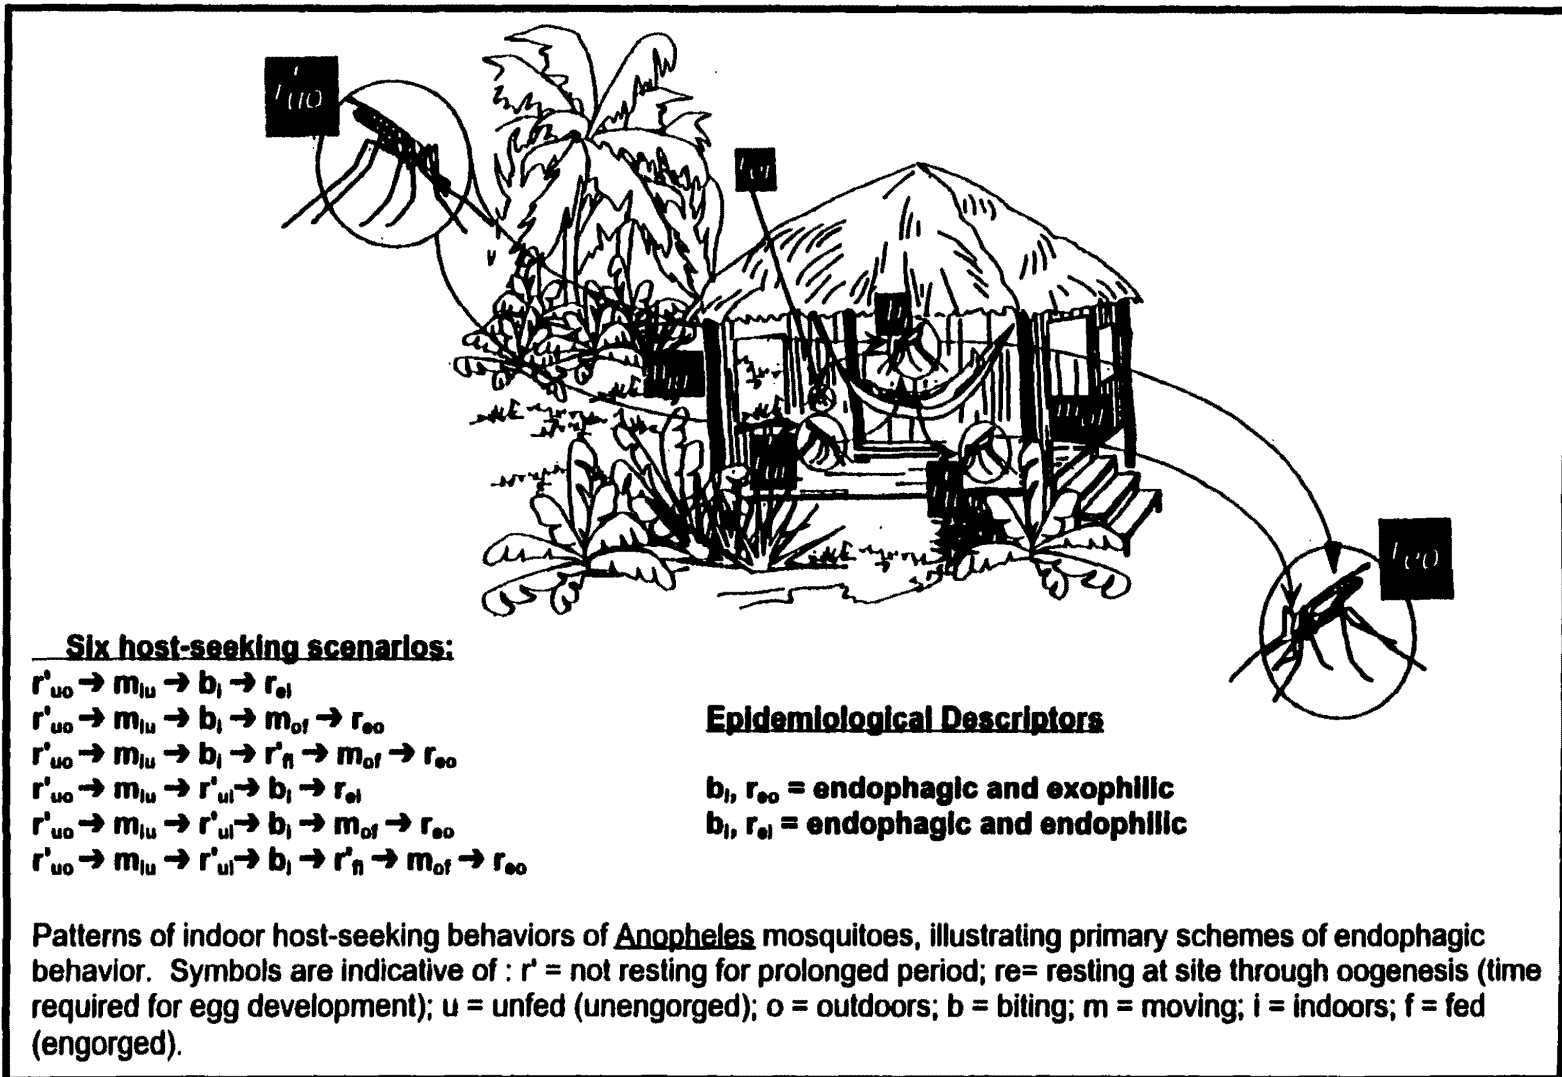 r'uo
reo
Six host-seeking scenarios:
r'uo → miu → bi → rei
r'uo → miu → bi → mof → reo
r'uo → miu → bi → r'fi → mof → reo
r'uo → miu → r'ui → bi → rei
r'uo → miu → r'ui → bi → mof → reo
r'uo → miu → r'ui → bi → r'fi → mof → reo
Epidemiological Descriptors
bi, reo = endophagic and exophilic
bi, rei = endophagic and endophilic
Patterns of indoor host-seeking behaviors of Anopheles mosquitoes, illustrating primary schemes of endophagic
behavior. Symbols are indicative of : r' = not resting for prolonged period; re= resting at site through oogenesis (time
required for egg development); u = unfed (unengorged); o = outdoors; b = biting; m = moving; i = indoors; f = fed
(engorged).